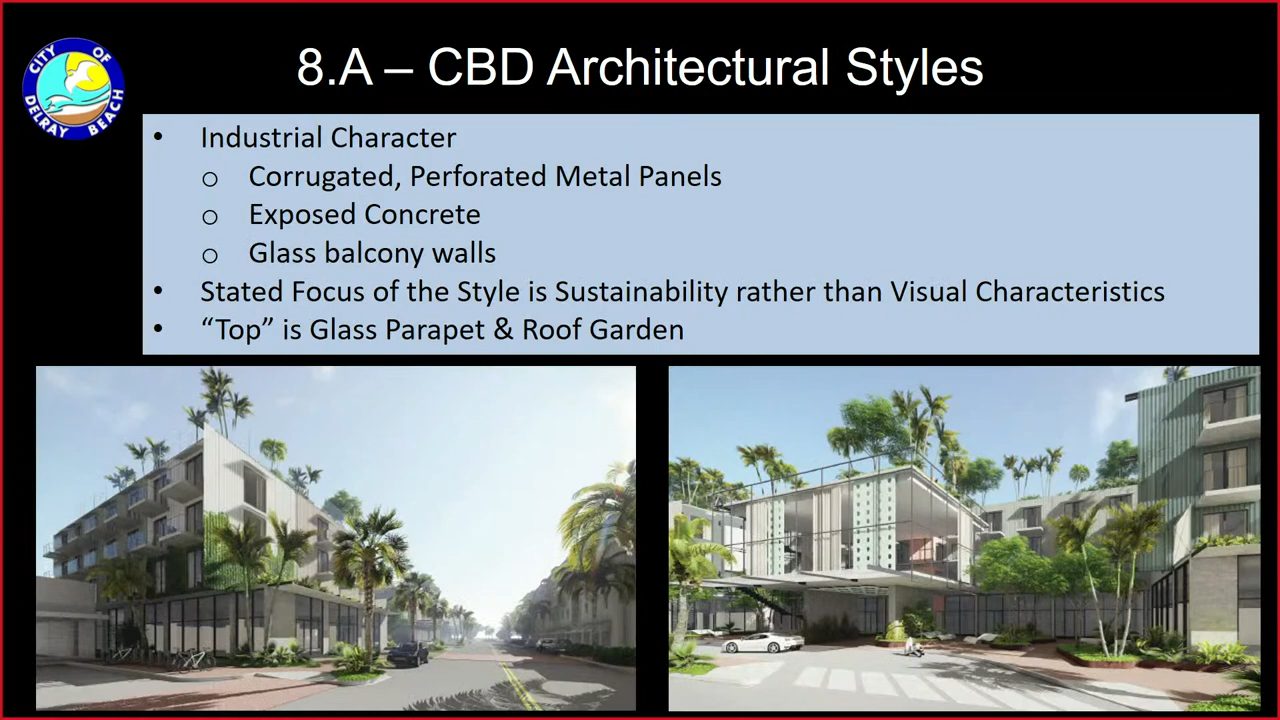 CITY OF
DELRAY BEACH
8.A – CBD Architectural Styles
• Industrial Character
o Corrugated, Perforated Metal Panels
o Exposed Concrete
o Glass balcony walls
• Stated Focus of the Style is Sustainability rather than Visual Characteristics
• “Top” is Glass Parapet & Roof Garden